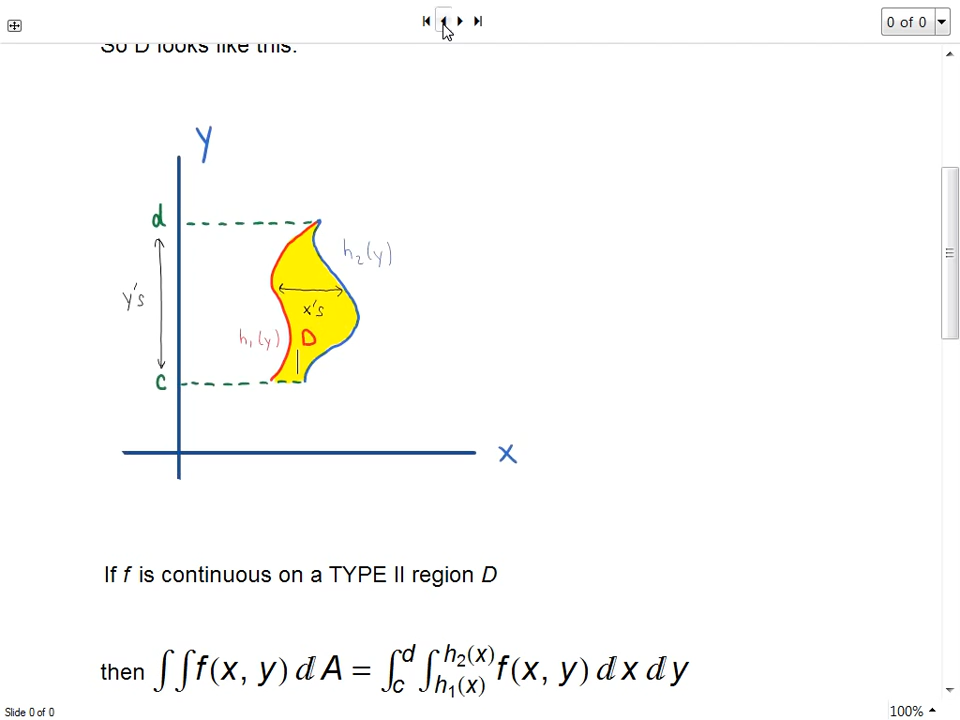 0 of 0
So D looks like this:
y
d
h₂(y)
y's
x's
h₁(y) D
c
x
If f is continuous on a TYPE II region D
then ∫∫f(x, y) dA = ∫_c^d ∫_{h₁(x)}^{h₂(x)} f(x, y) dx dy
Slide 0 of 0
100%